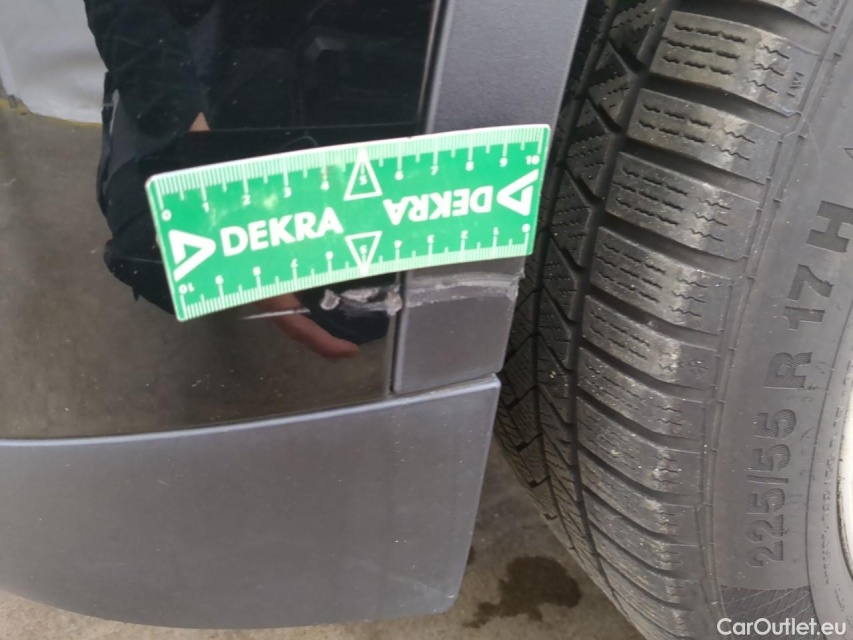 DEKRA
DEKRA
225/55 R 17 H
CarOutlet.eu